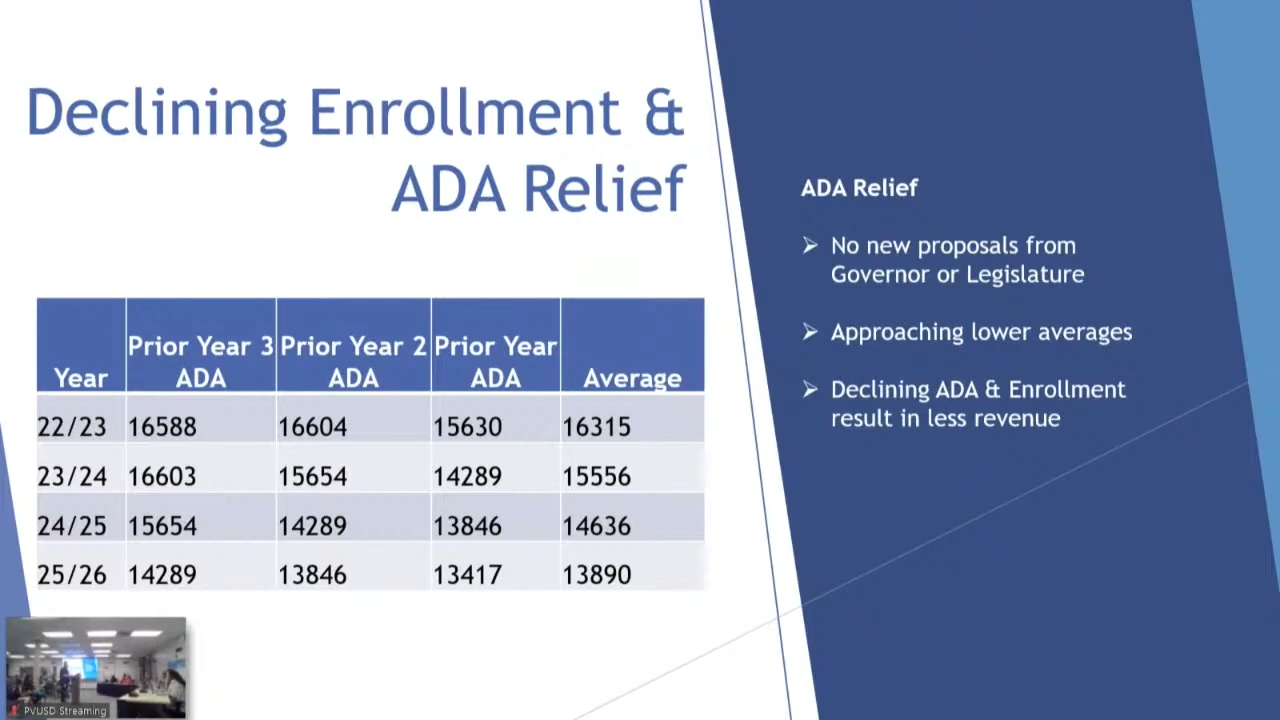 Declining Enrollment &
ADA Relief
Year
Prior Year 3 ADA
Prior Year 2 ADA
Prior Year ADA
Average
22/23 16588 16604 15630 16315
23/24 16603 15654 14289 15556
24/25 15654 14289 13846 14636
25/26 14289 13846 13417 13890
ADA Relief
➢ No new proposals from
Governor or Legislature
➢ Approaching lower averages
➢ Declining ADA & Enrollment
result in less revenue
PVUSD Streaming